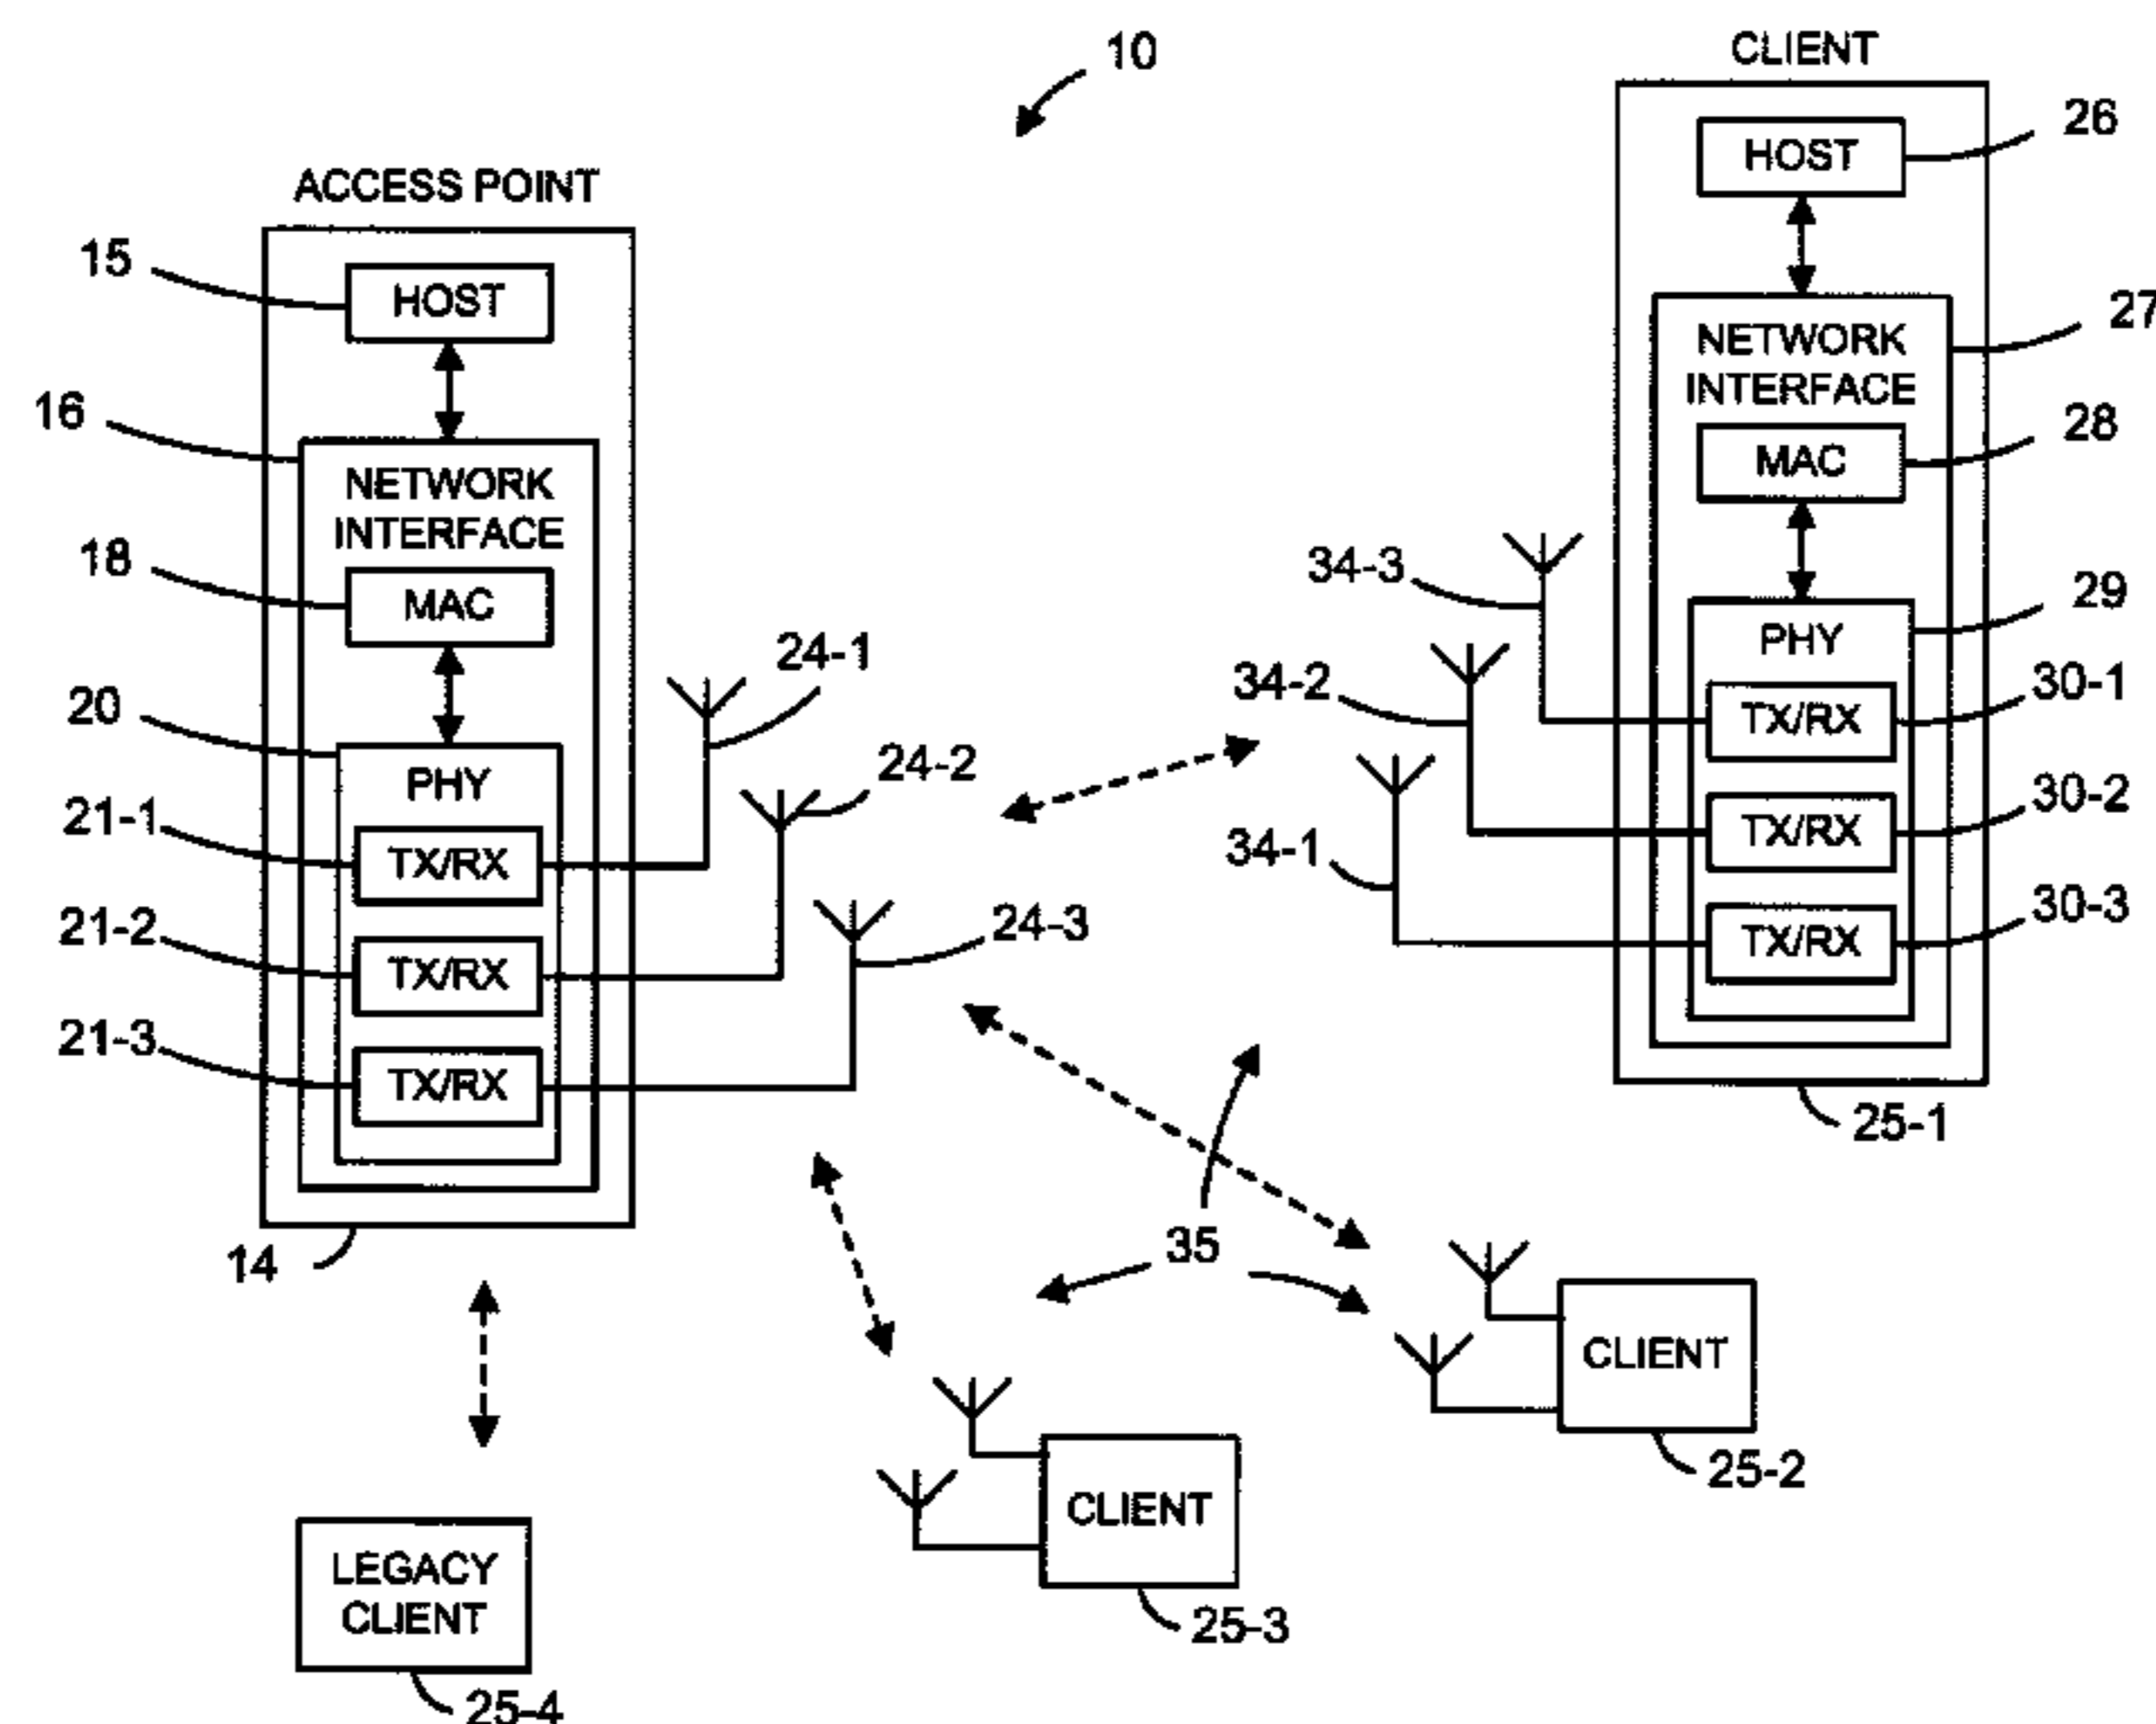 10
CLIENT
HOST
26
NETWORK
INTERFACE
27
MAC
28
PHY
29
TX/RX
30-1
TX/RX
30-2
TX/RX
30-3
34-3
34-2
34-1
25-1
ACCESS POINT
15
HOST
16
NETWORK
INTERFACE
18
MAC
20
PHY
21-1
TX/RX
21-2
TX/RX
21-3
TX/RX
24-1
24-2
24-3
14
35
CLIENT
25-2
CLIENT
25-3
LEGACY
CLIENT
25-4